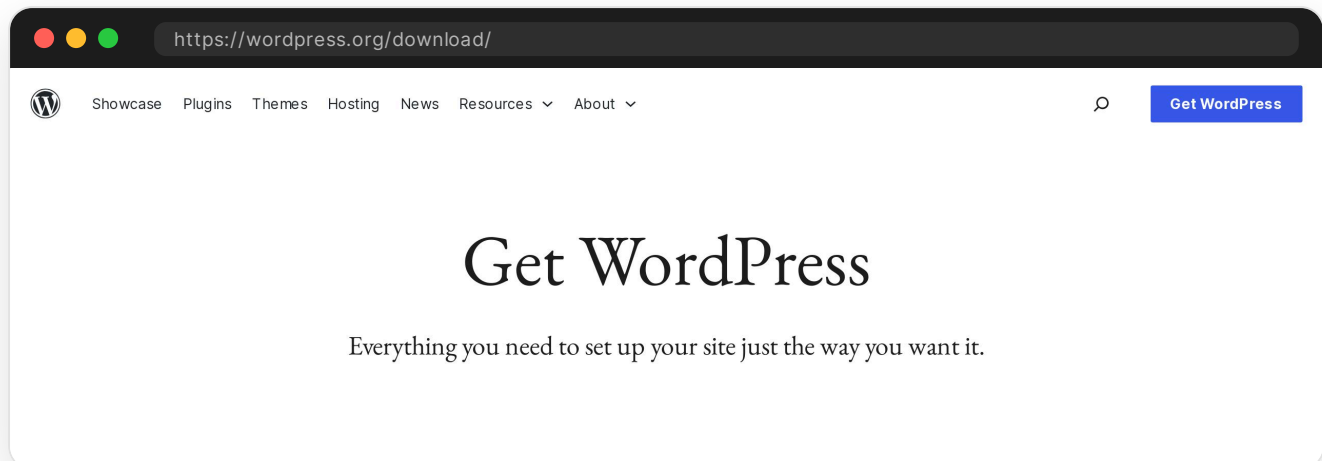 https://wordpress.org/download/
Showcase Plugins Themes Hosting News Resources About Get WordPress
Get WordPress
Everything you need to set up your site just the way you want it.